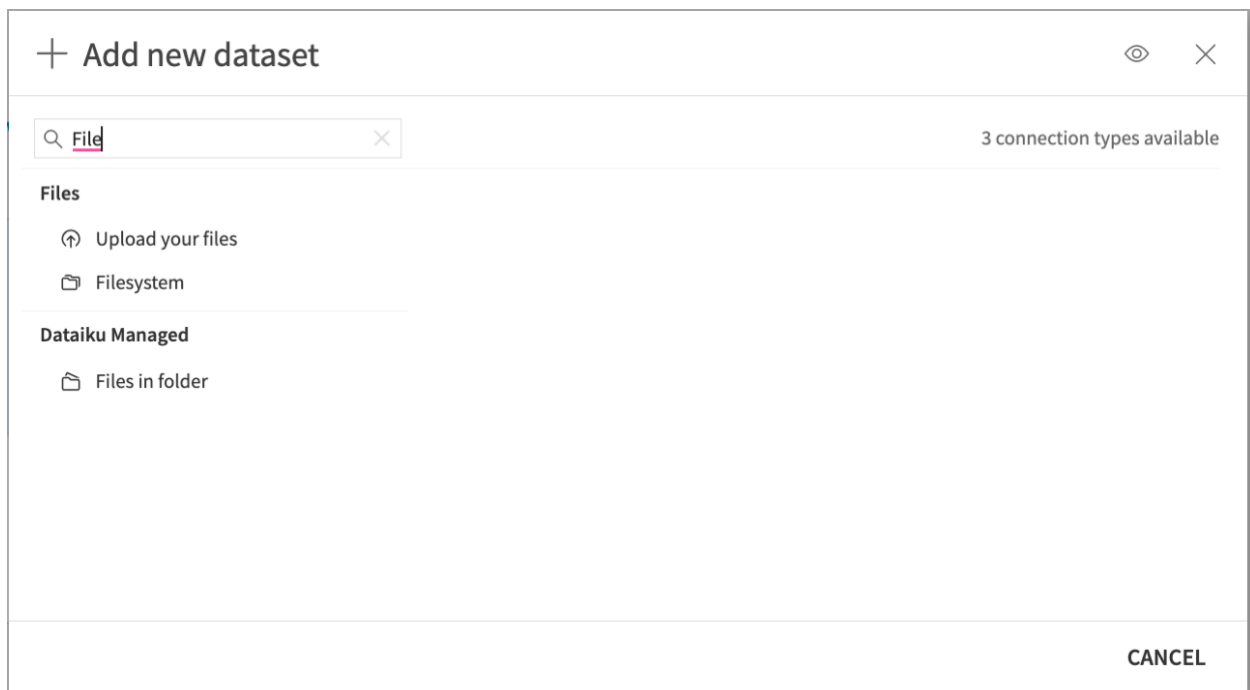 Add new dataset
File
3 connection types available
Files
Upload your files
Filesystem
Dataiku Managed
Files in folder
CANCEL